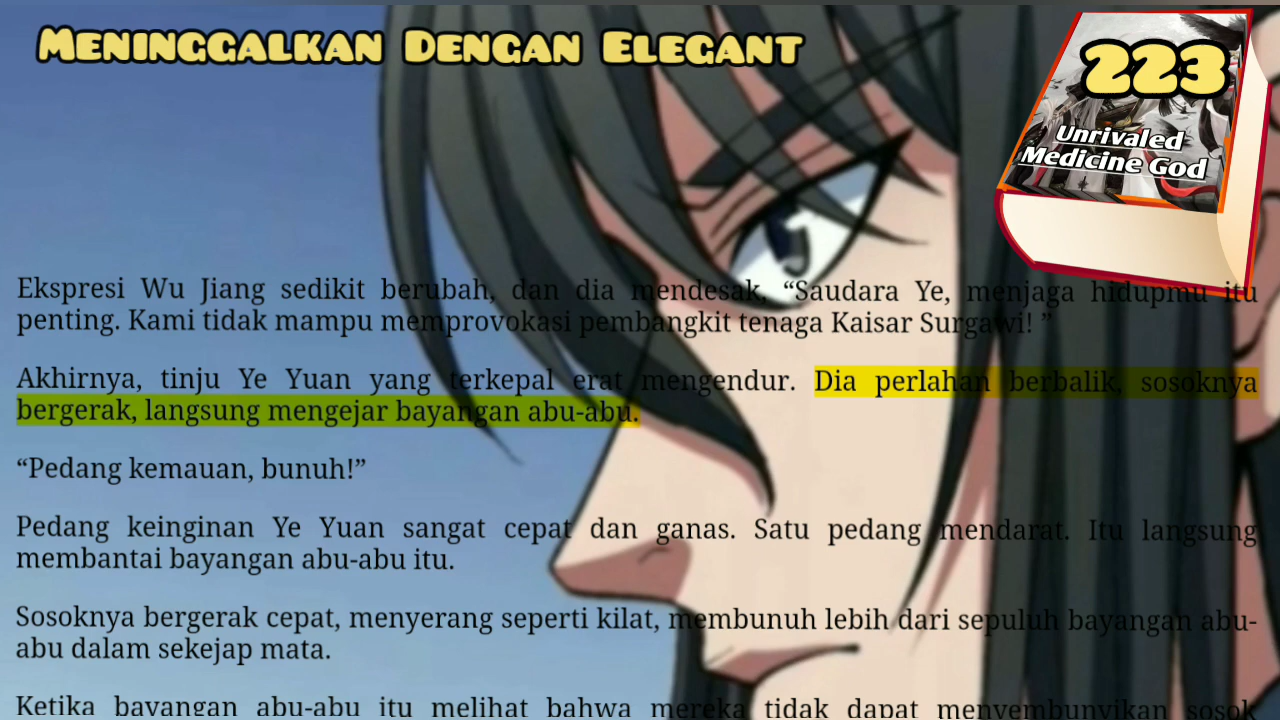 Meninggalkan Dengan Elegant
223
Unrivaled
Medicine God
Ekspresi Wu Jiang sedikit berubah, dan dia mendesak, “Saudara Ye, menjaga hidupmu itu
penting. Kami tidak mampu memprovokasi pembangkit tenaga Kaisar Surgawi! ”
Akhirnya, tinju Ye Yuan yang terkepal erat mengendur. Dia perlahan berbalik, sosoknya
bergerak, langsung mengejar bayangan abu-abu.
“Pedang kemauan, bunuh!”
Pedang keinginan Ye Yuan sangat cepat dan ganas. Satu pedang mendarat. Itu langsung
membantai bayangan abu-abu itu.
Sosoknya bergerak cepat, menyerang seperti kilat, membunuh lebih dari sepuluh bayangan abu-
abu dalam sekejap mata.
Ketika bayangan abu-abu itu melihat bahwa mereka tidak dapat menyembunyikan sosok